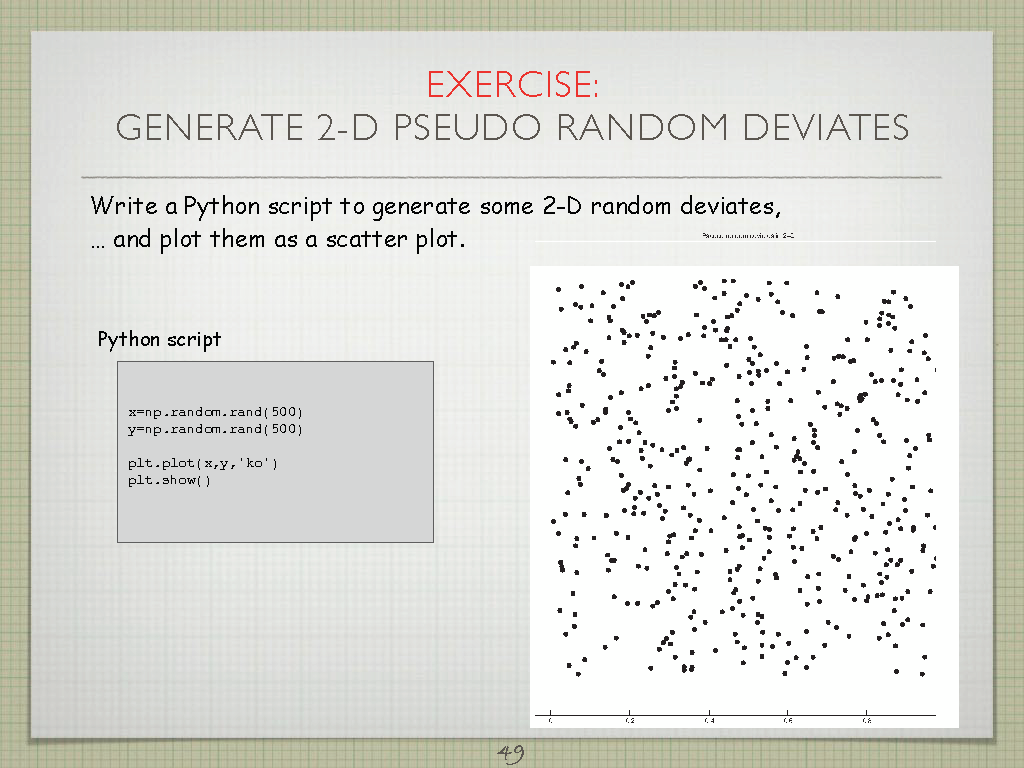 EXERCISE:
GENERATE 2-D PSEUDO RANDOM DEVIATES
Write a Python script to generate some 2-D random deviates,
… and plot them as a scatter plot.
Python script
x=np.random.rand(500)
y=np.random.rand(500)
plt.plot(x,y,'ko')
plt.show()
0.2 0.4 0.6 0.8
49